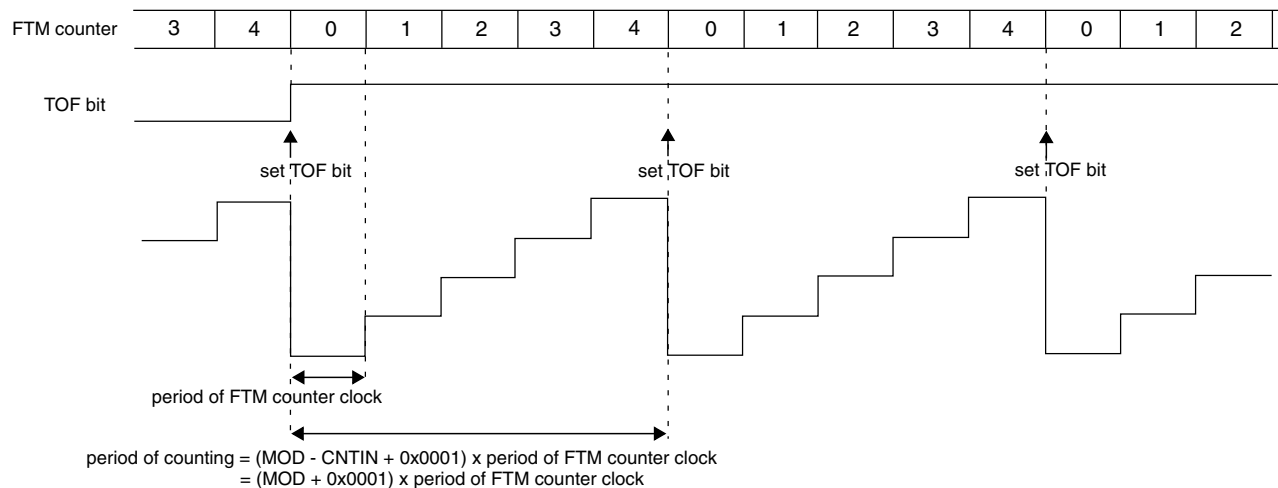 FTM counter 3 4 0 1 2 3 4 0 1 2 3 4 0 1 2
TOF bit
set TOF bit set TOF bit set TOF bit
period of FTM counter clock
period of counting = (MOD - CNTIN + 0x0001) x period of FTM counter clock
= (MOD + 0x0001) x period of FTM counter clock